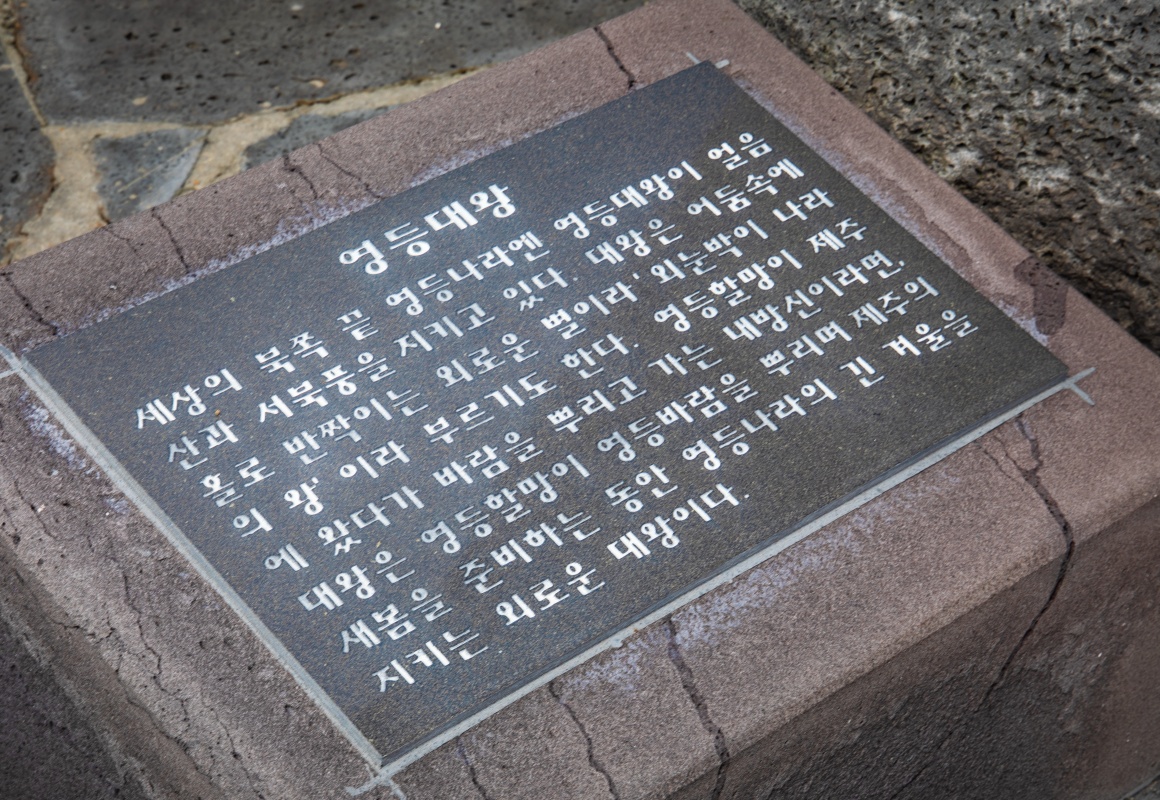 영등대왕
세상의 북쪽 끝 영등나라엔 영등대왕이 얼음
산과 서북풍을 지키고 있다. 대왕은 어둠속에
홀로 반짝이는 외로운 별이라 '외눈박이 나라
의 왕' 이라 부르기도 한다. 영등할망이 제주
에 왔다가 바람을 뿌리고 가는 내방신이라면,
대왕은 영등할망이 영등바람을 뿌리며 제주의
새봄을 준비하는 동안 영등나라의 긴 겨울을
지키는 외로운 대왕이다.